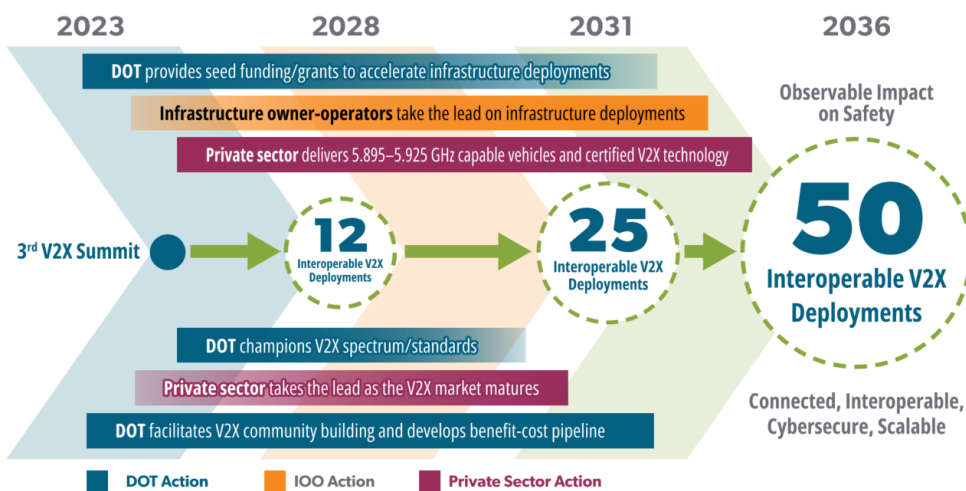 2023 2028 2031 2036
DOT provides seed funding/grants to accelerate infrastructure deployments
Infrastructure owner-operators take the lead on infrastructure deployments
Private sector delivers 5.895–5.925 GHz capable vehicles and certified V2X technology
Observable Impact
on Safety
3rd V2X Summit
12
Interoperable V2X
Deployments
25
Interoperable V2X
Deployments
50
Interoperable V2X
Deployments
DOT champions V2X spectrum/standards
Private sector takes the lead as the V2X market matures
DOT facilitates V2X community building and develops benefit-cost pipeline
Connected, Interoperable,
Cybersecure, Scalable
DOT Action IOO Action Private Sector Action